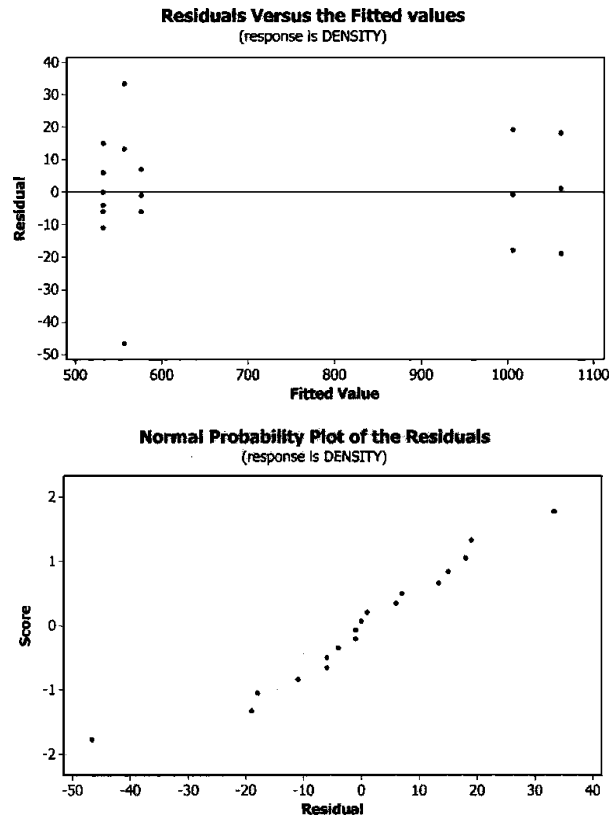 Residuals Versus the Fitted values
(response is DENSITY)
40
30
20
10
0
-10
-20
-30
-40
-50
Residual
500 600 700 800 900 1000 1100
Fitted Value
Normal Probability Plot of the Residuals
(response is DENSITY)
2
1
0
-1
-2
Score
-50 -40 -30 -20 -10 0 10 20 30 40
Residual